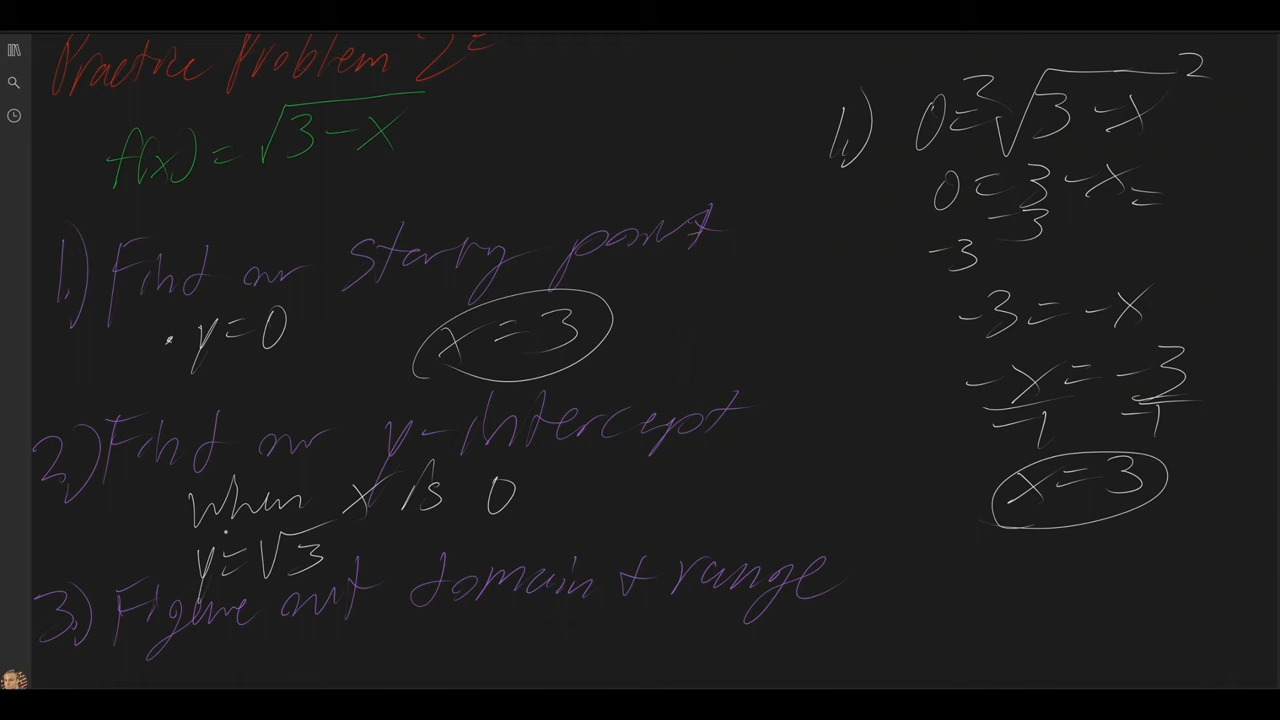 Practice Problem 2:
f(x) = √3-x
1.) Find our starting point
• y=0 x=3
2.) Find our y-intercept
when x is 0
y=√3
3.) Figure out domain + range
1.) 0=²√3-x²
0=3-x=
-3
-3
-3=-x
-x=-3
-1 -1
x=3